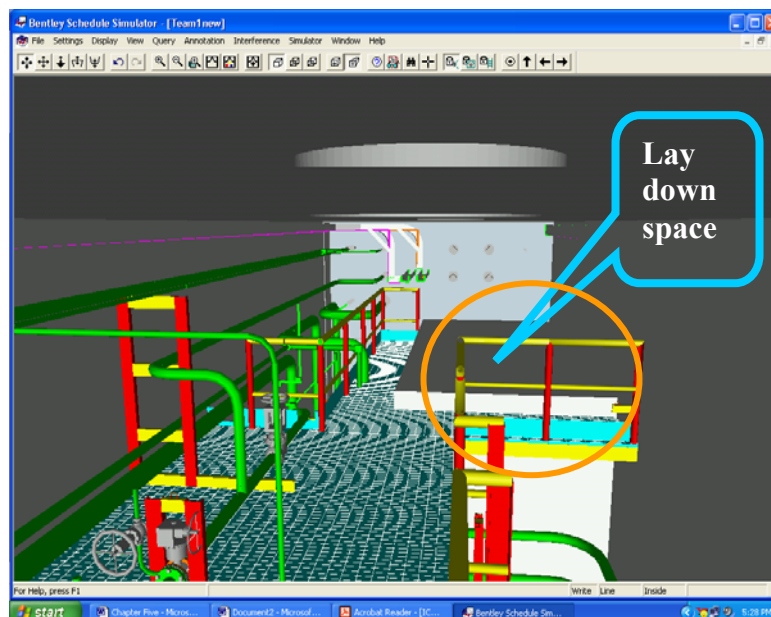 Bentley Schedule Simulator - [Team1new]
File Settings Display View Query Annotation Interference Simulator Window Help
Lay
down
space
For Help, press F1
Write Line Inside
start Chapter Five - Micros... Document2 - Microsof... Acrobat Reader - [IC... Bentley Schedule Sim... 5:28 PM